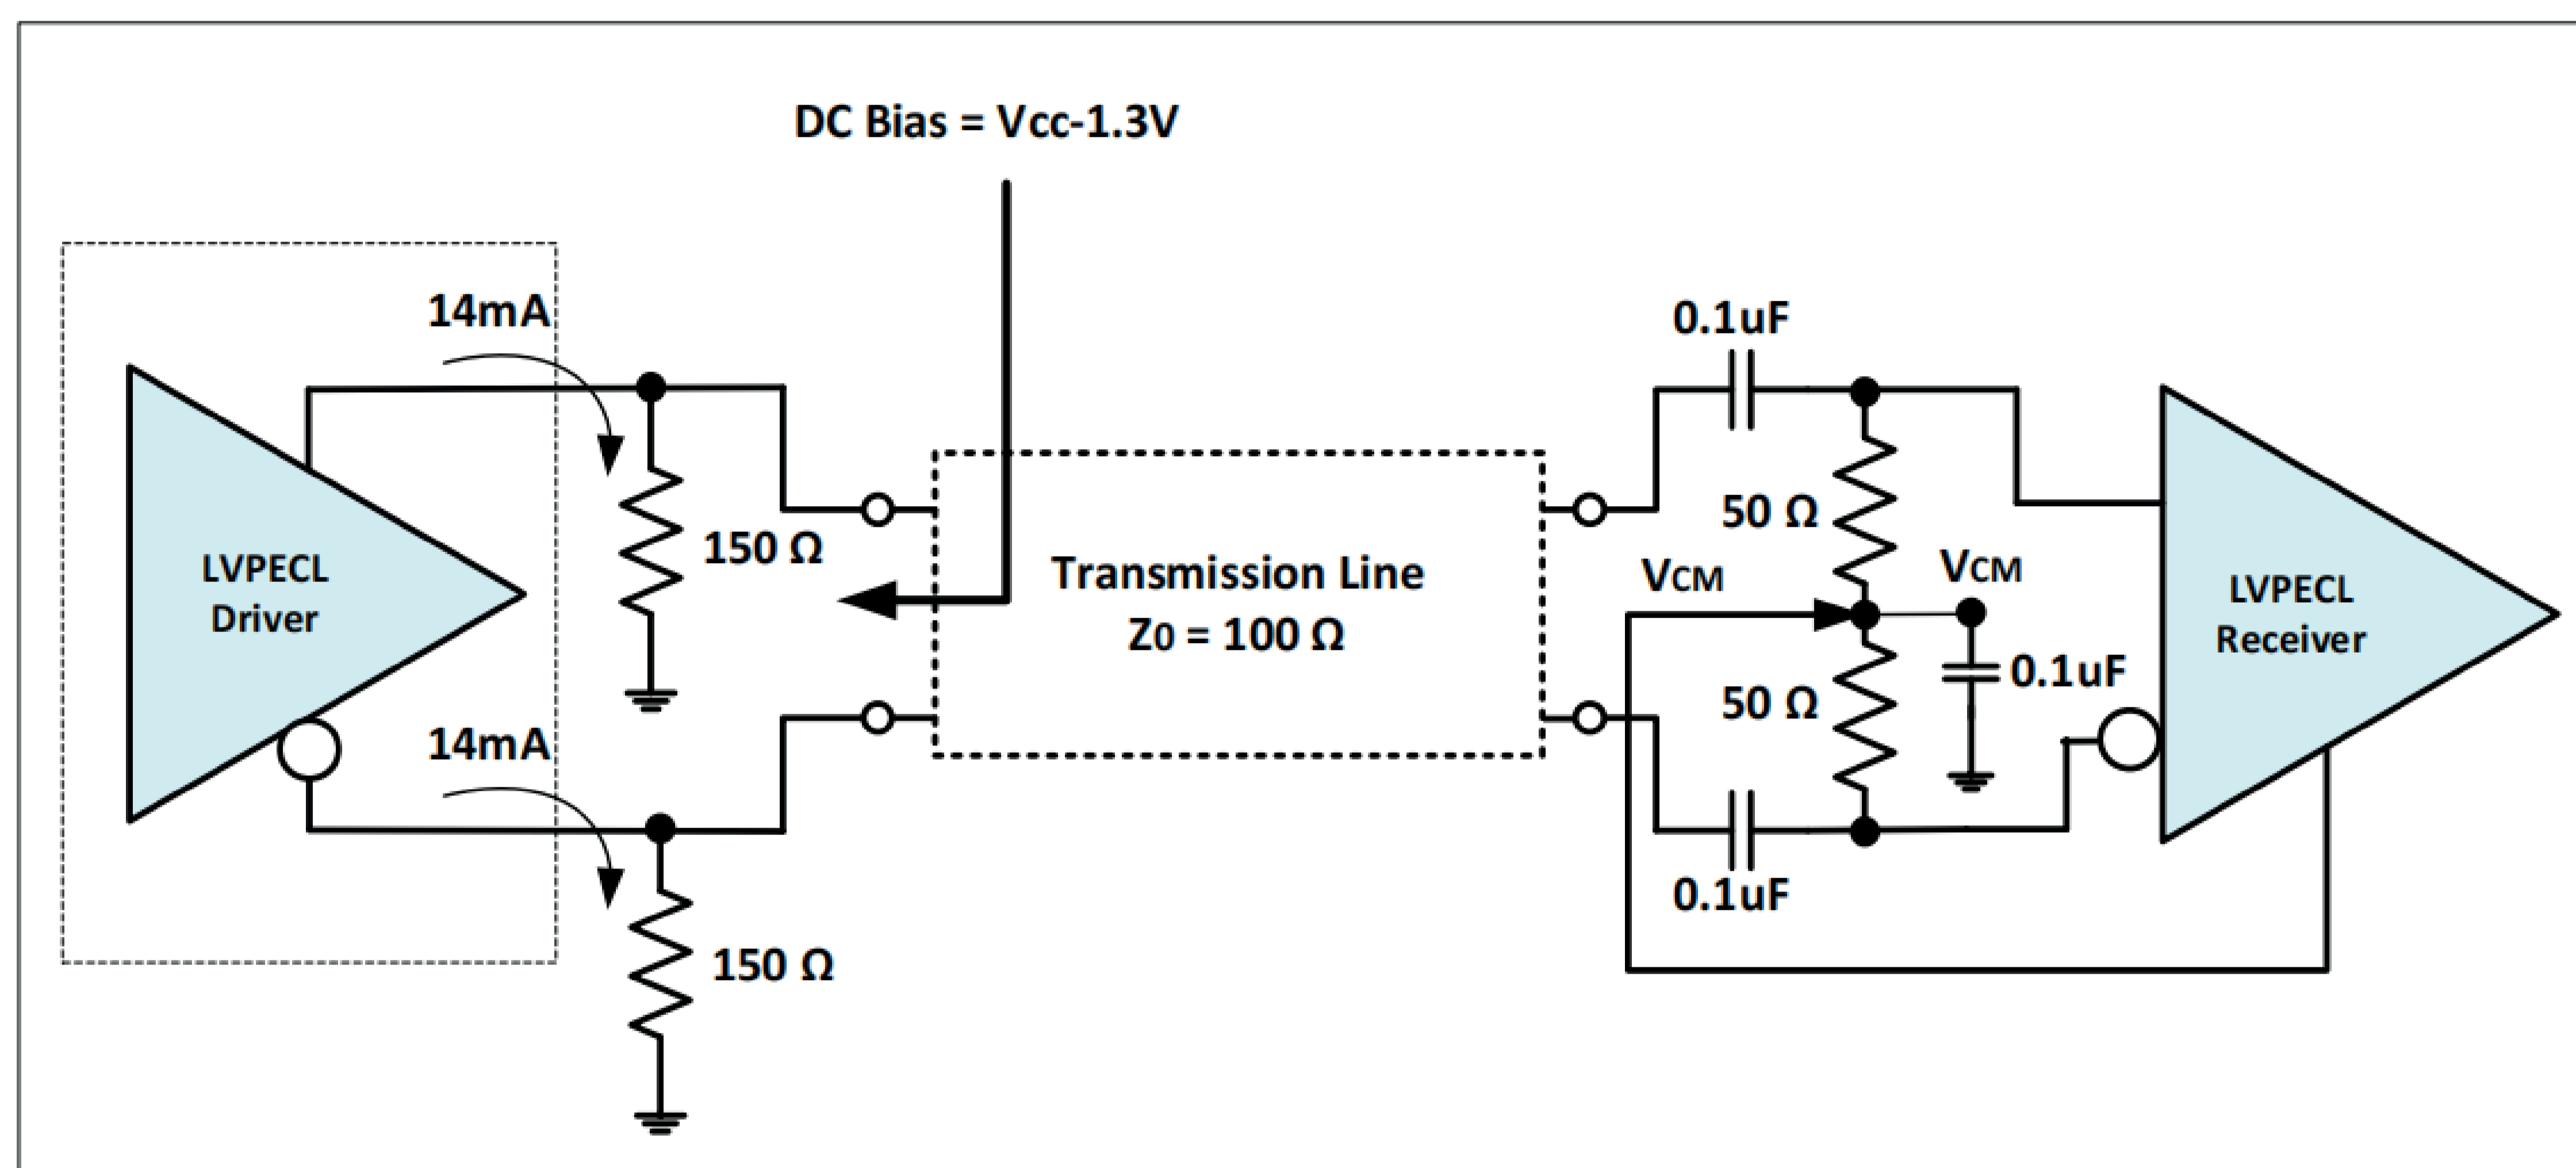 DC Bias = Vcc-1.3V
14mA
0.1uF
LVPECL
Driver
150 Ω
Transmission Line
Z0 = 100 Ω
50 Ω
VCM
VCM
LVPECL
Receiver
50 Ω
0.1uF
14mA
0.1uF
150 Ω